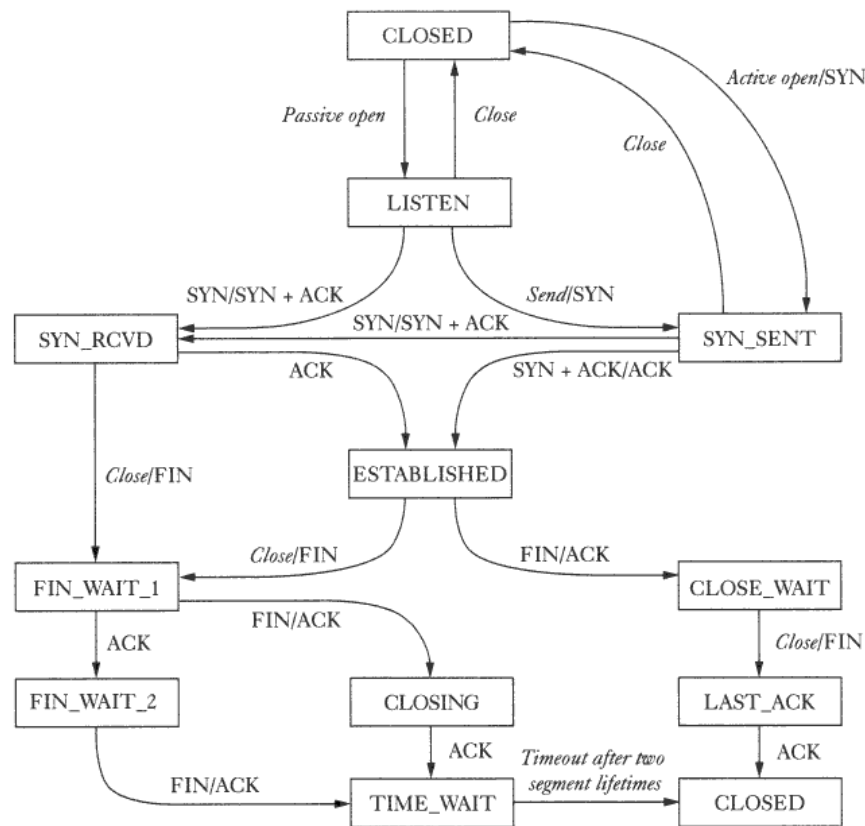 CLOSED
Active open/SYN
Passive open
Close
Close
LISTEN
SYN/SYN + ACK
Send/SYN
SYN/SYN + ACK
SYN_RCVD
SYN_SENT
ACK
SYN + ACK/ACK
Close/FIN
ESTABLISHED
Close/FIN
FIN/ACK
FIN_WAIT_1
CLOSE_WAIT
FIN/ACK
ACK
Close/FIN
FIN_WAIT_2
CLOSING
LAST_ACK
ACK
Timeout after two
segment lifetimes
ACK
FIN/ACK
TIME_WAIT
CLOSED